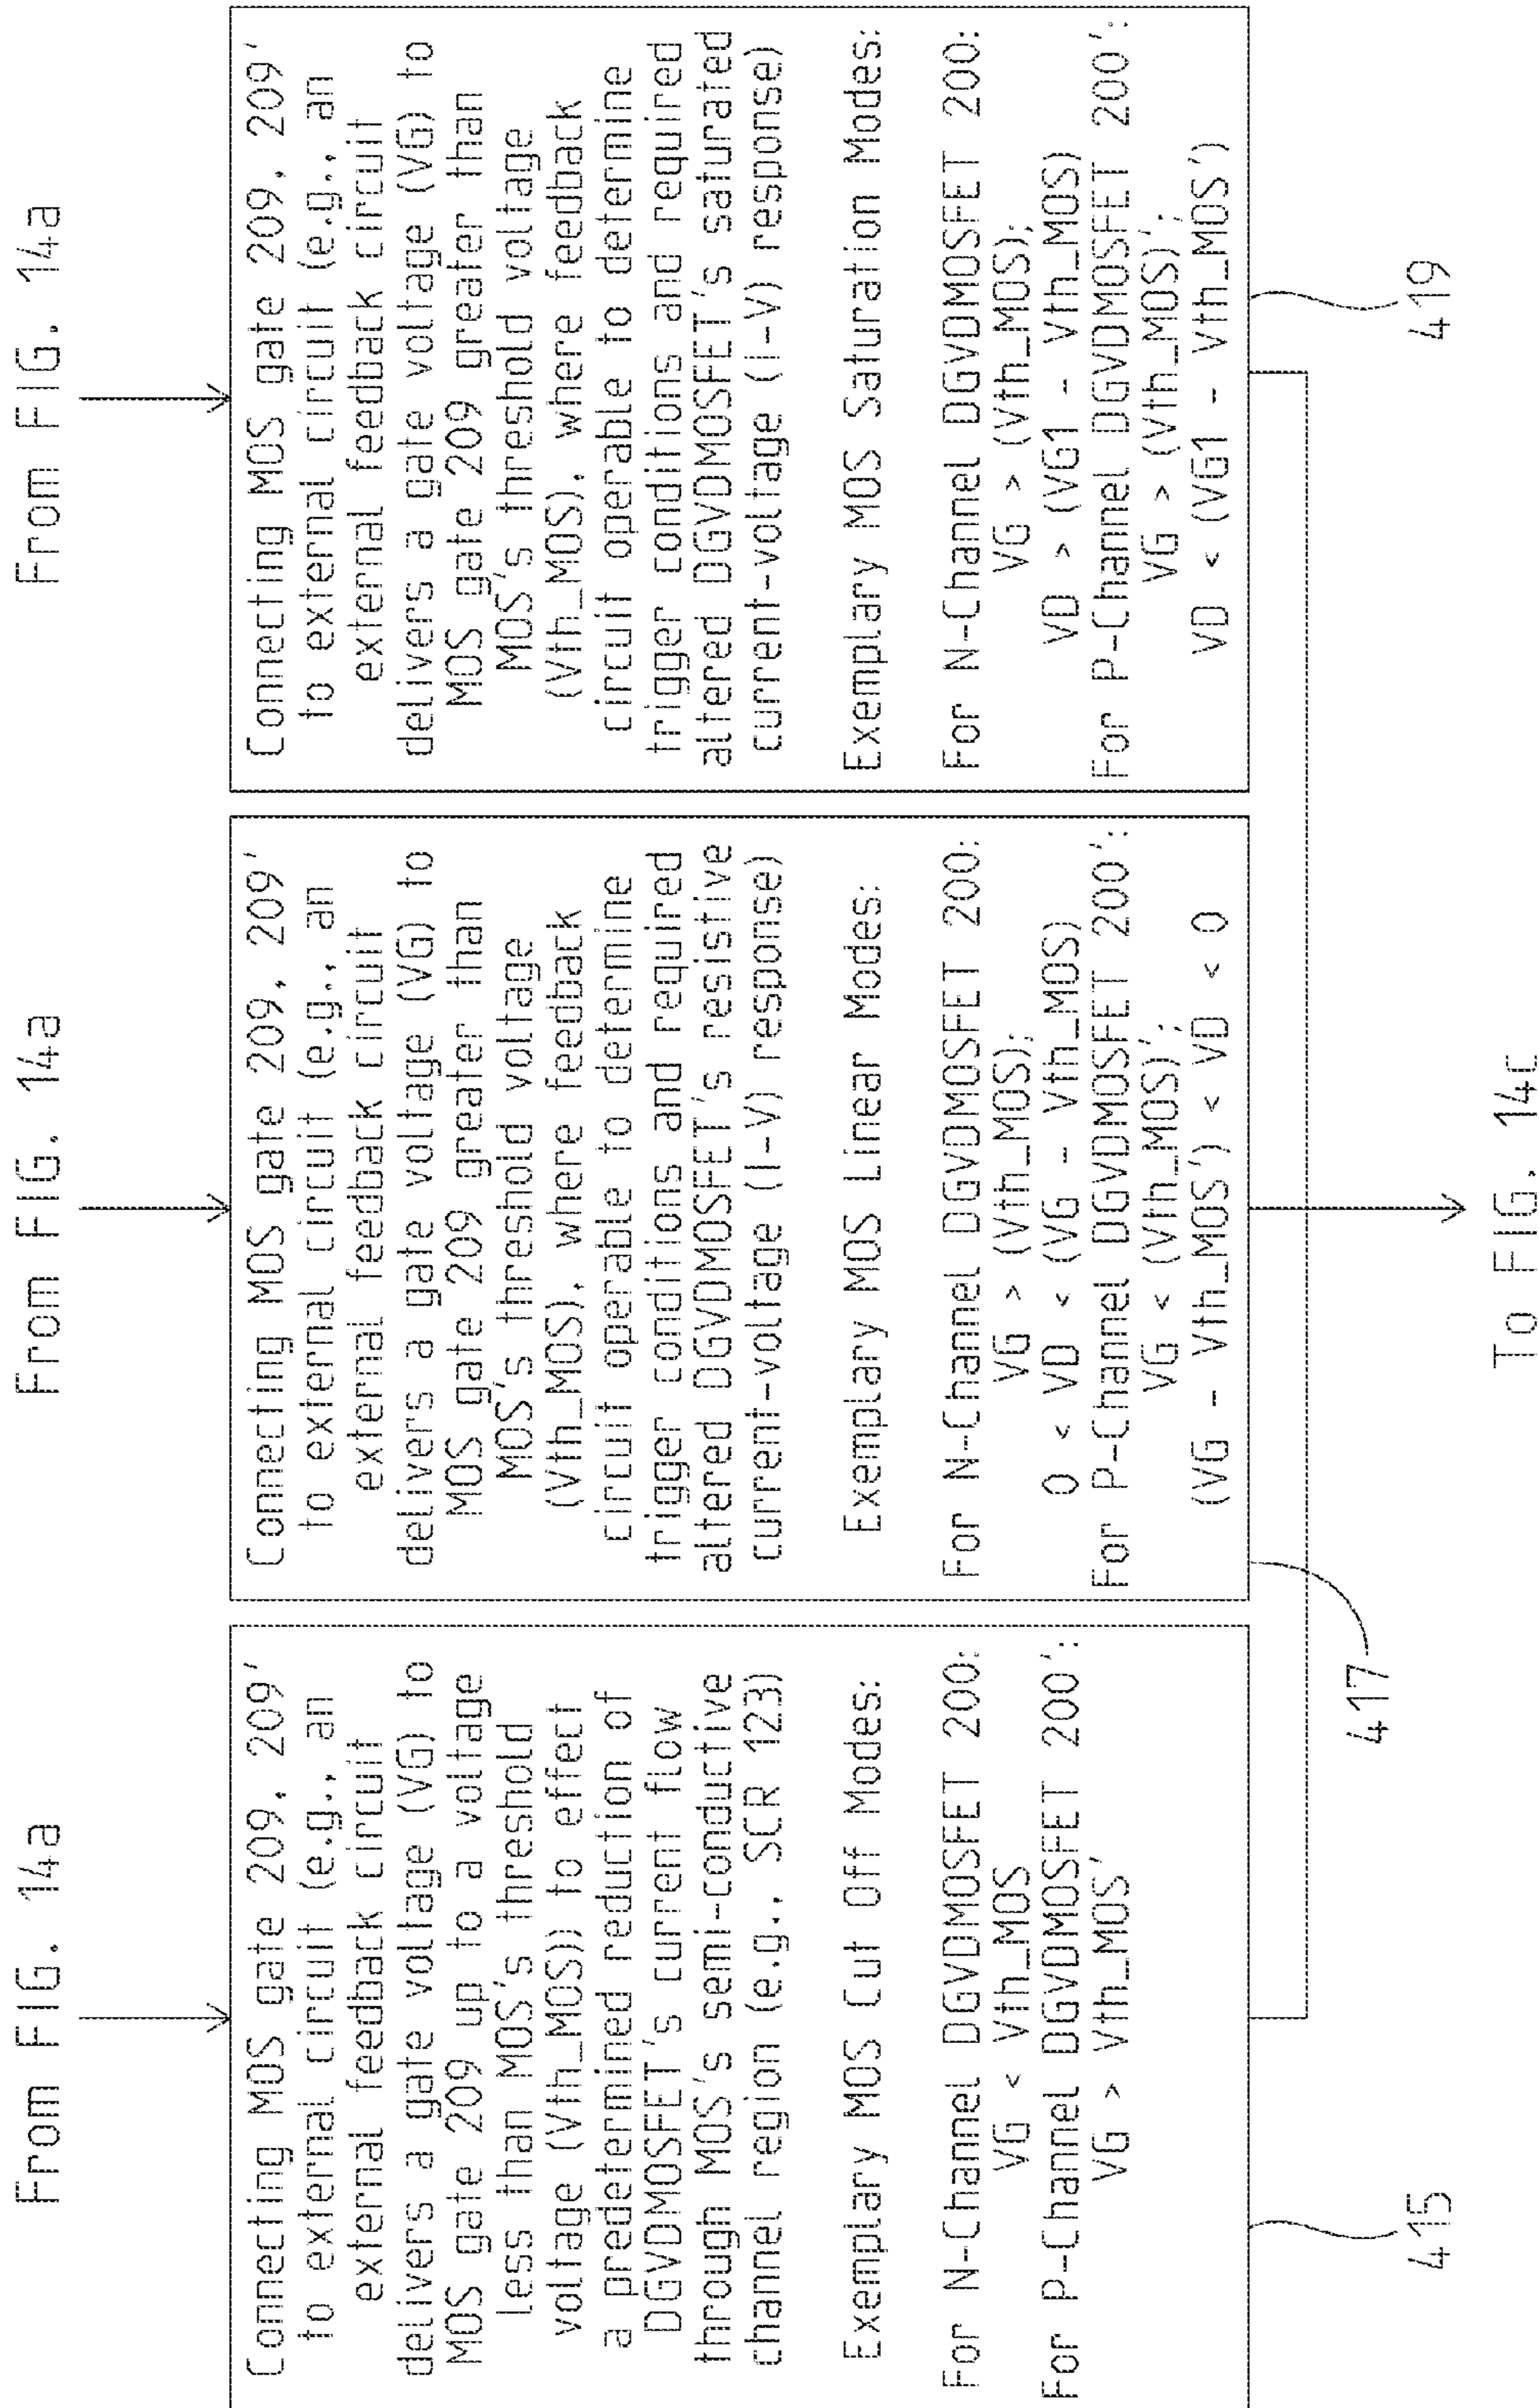 From FIG. 14a
Connecting MOS gate 209, 209'
to external circuit (e.g., an
external feedback circuit
delivers a gate voltage (VG) to
MOS gate 209 up to a voltage
Less than MOS's threshold
voltage (Vth_MOS)) to effect
a predetermined reduction of
DGVDMOSFET's current flow
through MOS's semi-conductive
channel region (e.g., SCR 123)
Exemplary MOS Cut Off Modes:
For N-Channel DGVDMOSFET 200:
VG < Vth_MOS
For P-Channel DGVDMOSFET 200':
VG > Vth_MOS'
415
From FIG. 14a
Connecting MOS gate 209, 209'
to external circuit (e.g., an
external feedback circuit
delivers a gate voltage (VG) to
MOS gate 209 greater than
MOS's threshold voltage
(Vth_MOS), where feedback
circuit operable to determine
trigger conditions and required
altered DGVDMOSFET's resistive
current-voltage (I-V) response)
Exemplary MOS Linear Modes:
For N-Channel DGVDMOSFET 200:
VG > (Vth_MOS);
0 < VD < (VG - Vth_MOS)
For P-Channel DGVDMOSFET 200':
VG < (Vth_MOS)';
(VG - Vth_MOS') < VD < 0
417
From FIG. 14a
Connecting MOS gate 209, 209'
to external circuit (e.g., an
external feedback circuit
delivers a gate voltage (VG) to
MOS gate 209 greater than
MOS's threshold voltage
(Vth_MOS), where feedback
circuit operable to determine
trigger conditions and required
altered DGVDMOSFET's saturated
current-voltage (I-V) response)
Exemplary MOS Saturation Modes:
For N-Channel DGVDMOSFET 200:
VG > (Vth_MOS);
VD > (VG1 - Vth_MOS)
For P-Channel DGVDMOSFET 200':
VG > (Vth_MOS)';
VD < (VG1 - Vth_MOS')
419
To FIG. 14c